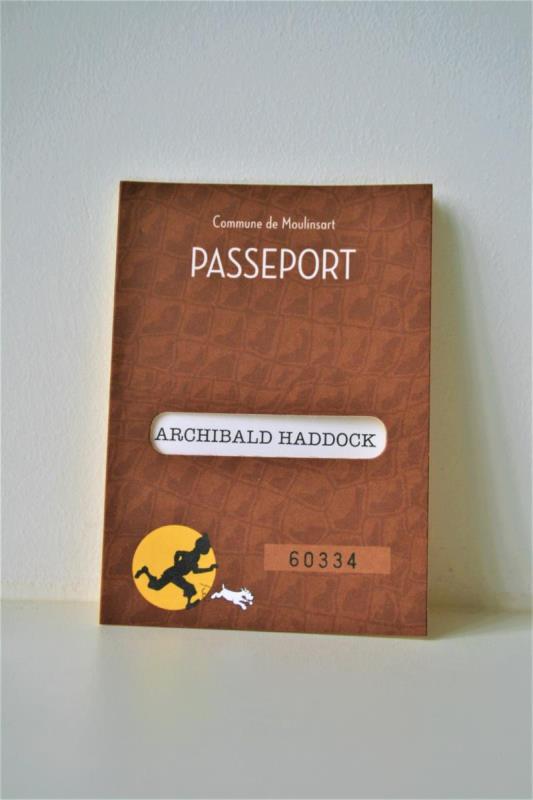 Commune de Moulinsart
PASSEPORT
ARCHIBALD HADDOCK
60334